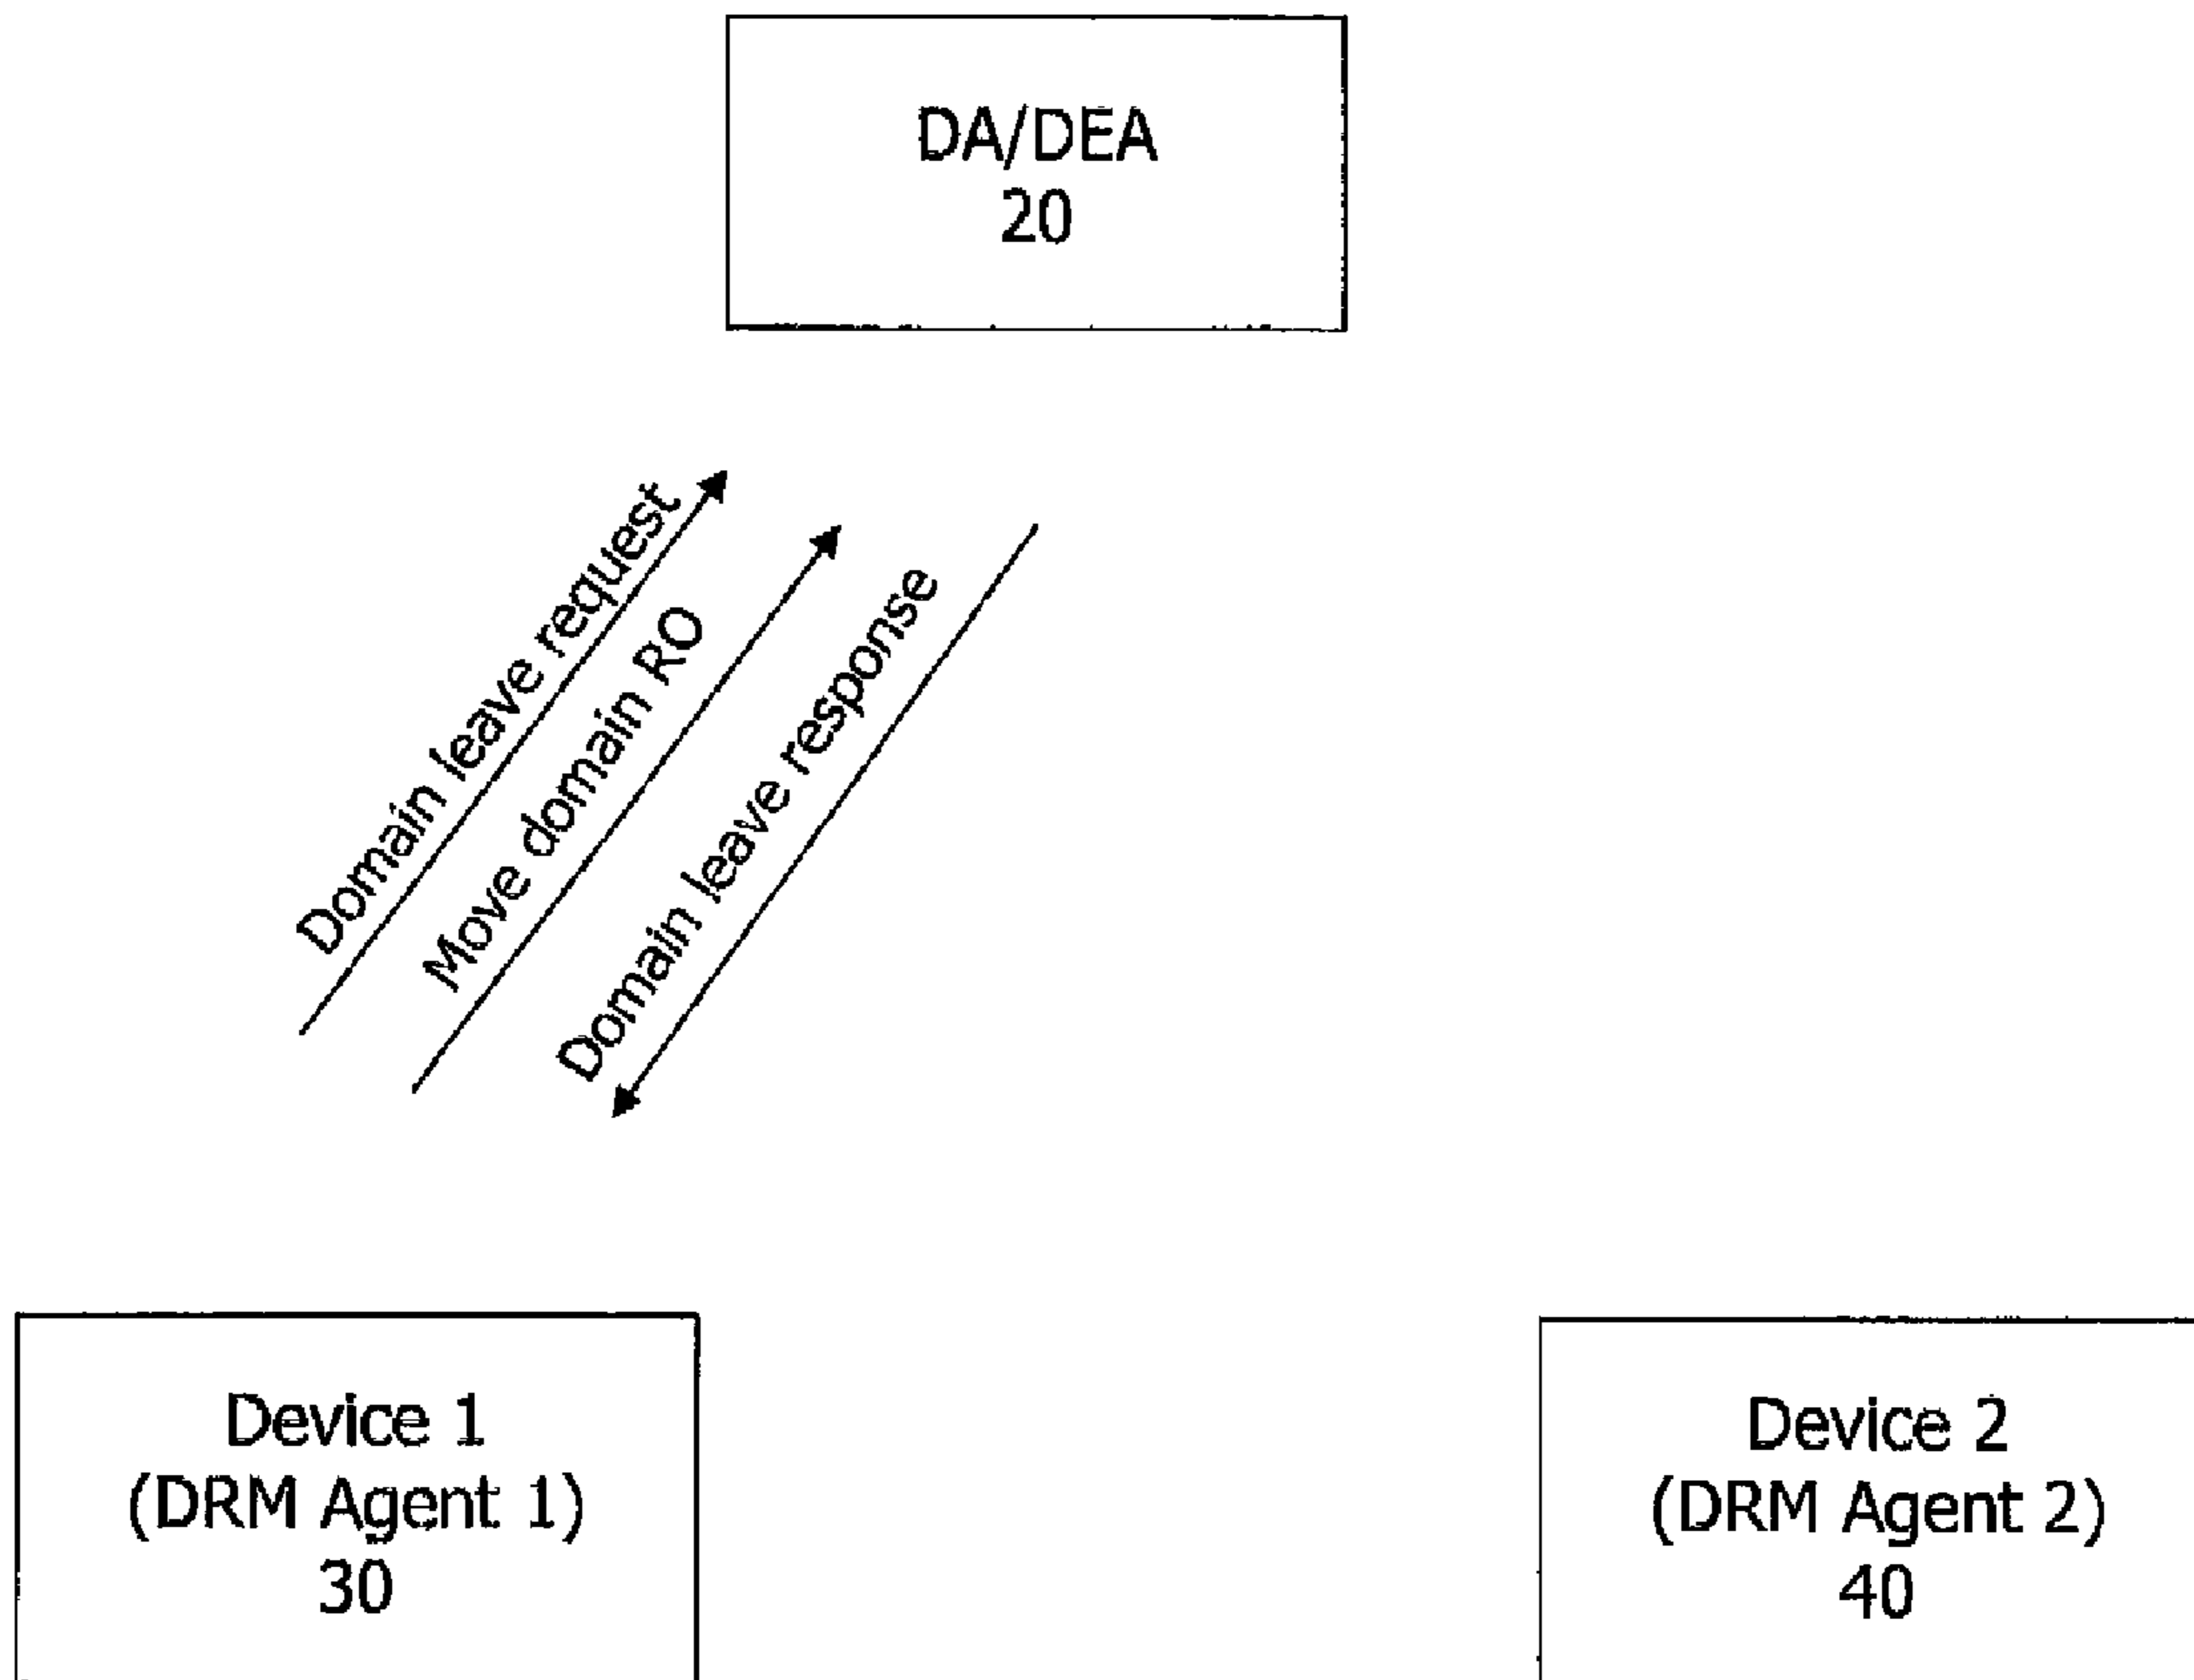 DA/DEA
20
Domain leave request
Move domain RO
Domain leave response
Device 1
(DRM Agent 1)
30
Device 2
(DRM Agent 2)
40